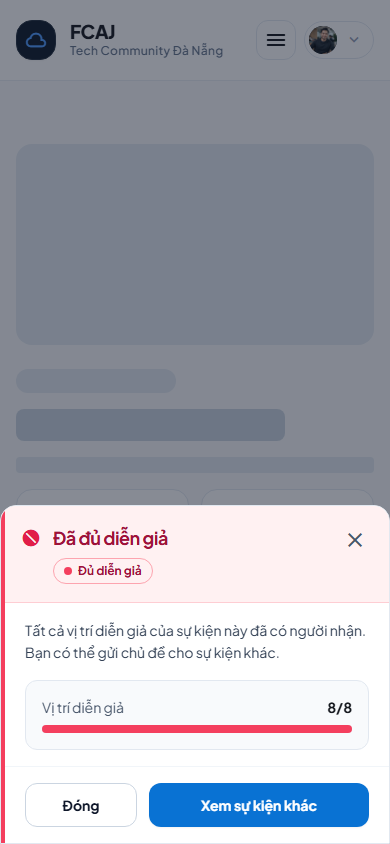 FCAJ
Tech Community Đà Nẵng
Đã đủ diễn giả
Đủ diễn giả
Tất cả vị trí diễn giả của sự kiện này đã có người nhận.
Bạn có thể gửi chủ đề cho sự kiện khác.
Vị trí diễn giả 8/8
Đóng Xem sự kiện khác